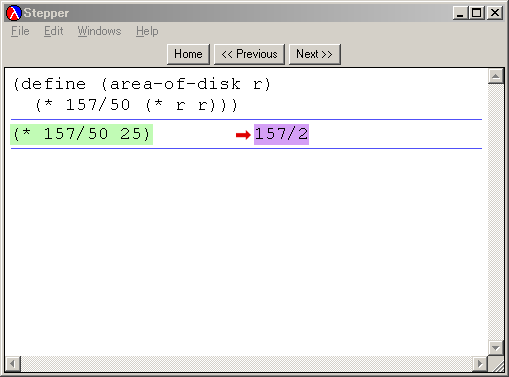 Stepper
File Edit Windows Help
Home << Previous Next >>
(define (area-of-disk r)
  (* 157/50 (* r r)))
(* 157/50 25) ➡ 157/2